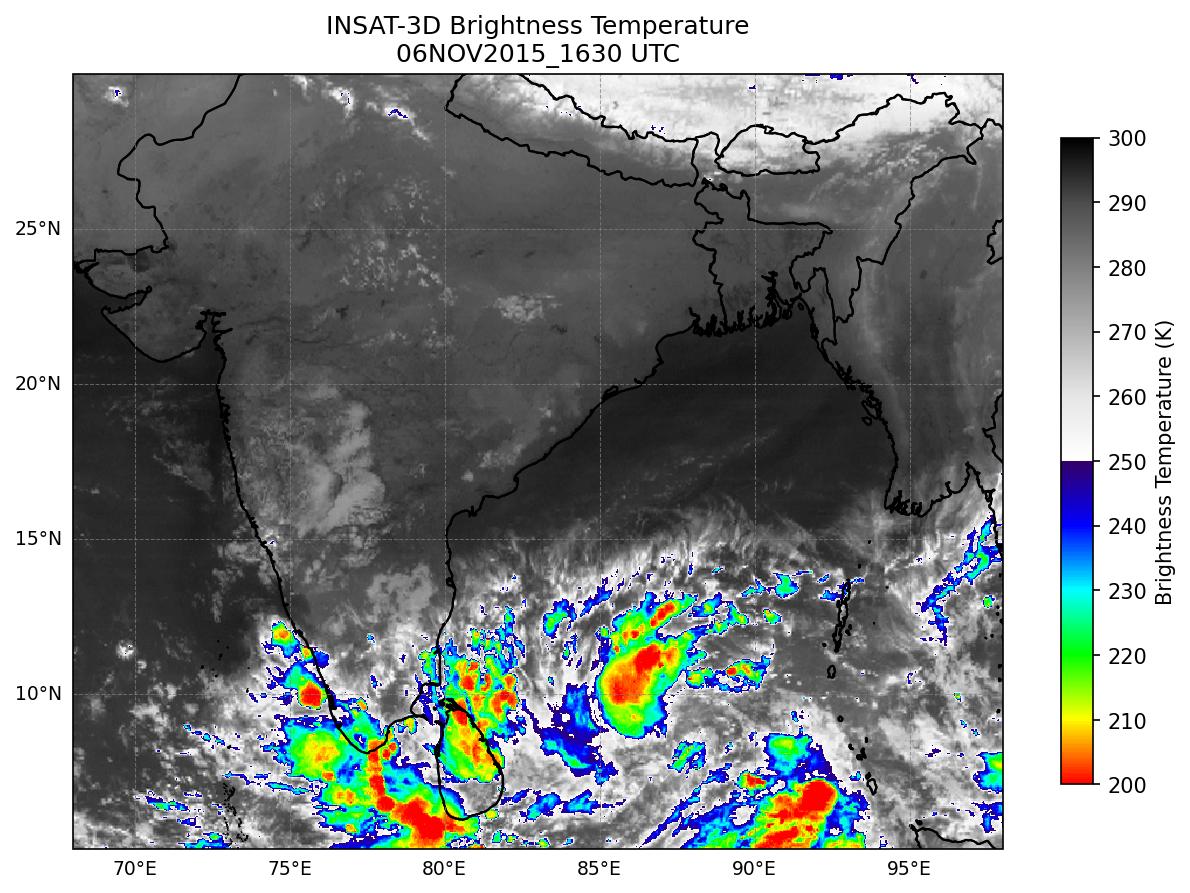 INSAT-3D Brightness Temperature
06NOV2015_1630 UTC
25°N
20°N
15°N
10°N
70°E
75°E
80°E
85°E
90°E
95°E
300
290
280
270
260
250
240
230
220
210
200
Brightness Temperature (K)